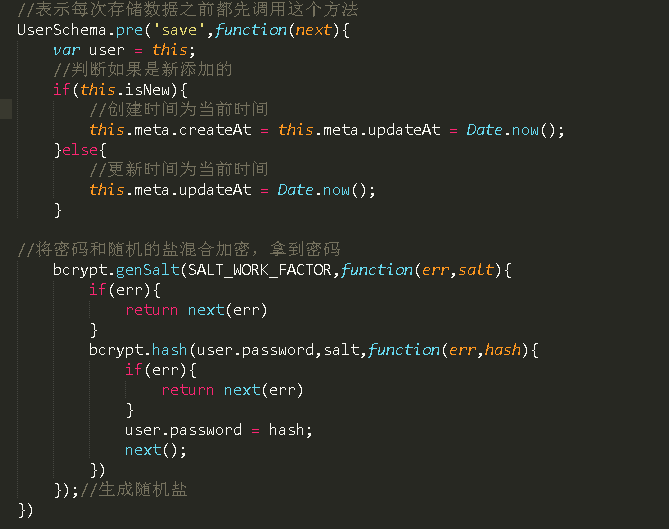 //表示每次存储数据之前都先调用这个方法
UserSchema.pre('save',function(next){
    var user = this;
    //判断如果是新添加的
    if(this.isNew){
        //创建时间为当前时间
        this.meta.createAt = this.meta.updateAt = Date.now();
    }else{
        //更新时间为当前时间
        this.meta.updateAt = Date.now();
    }
//将密码和随机的盐混合加密，拿到密码
    bcrypt.genSalt(SALT_WORK_FACTOR,function(err,salt){
        if(err){
            return next(err)
        }
        bcrypt.hash(user.password,salt,function(err,hash){
            if(err){
                return next(err)
            }
            user.password = hash;
            next();
        })
    });//生成随机盐
})